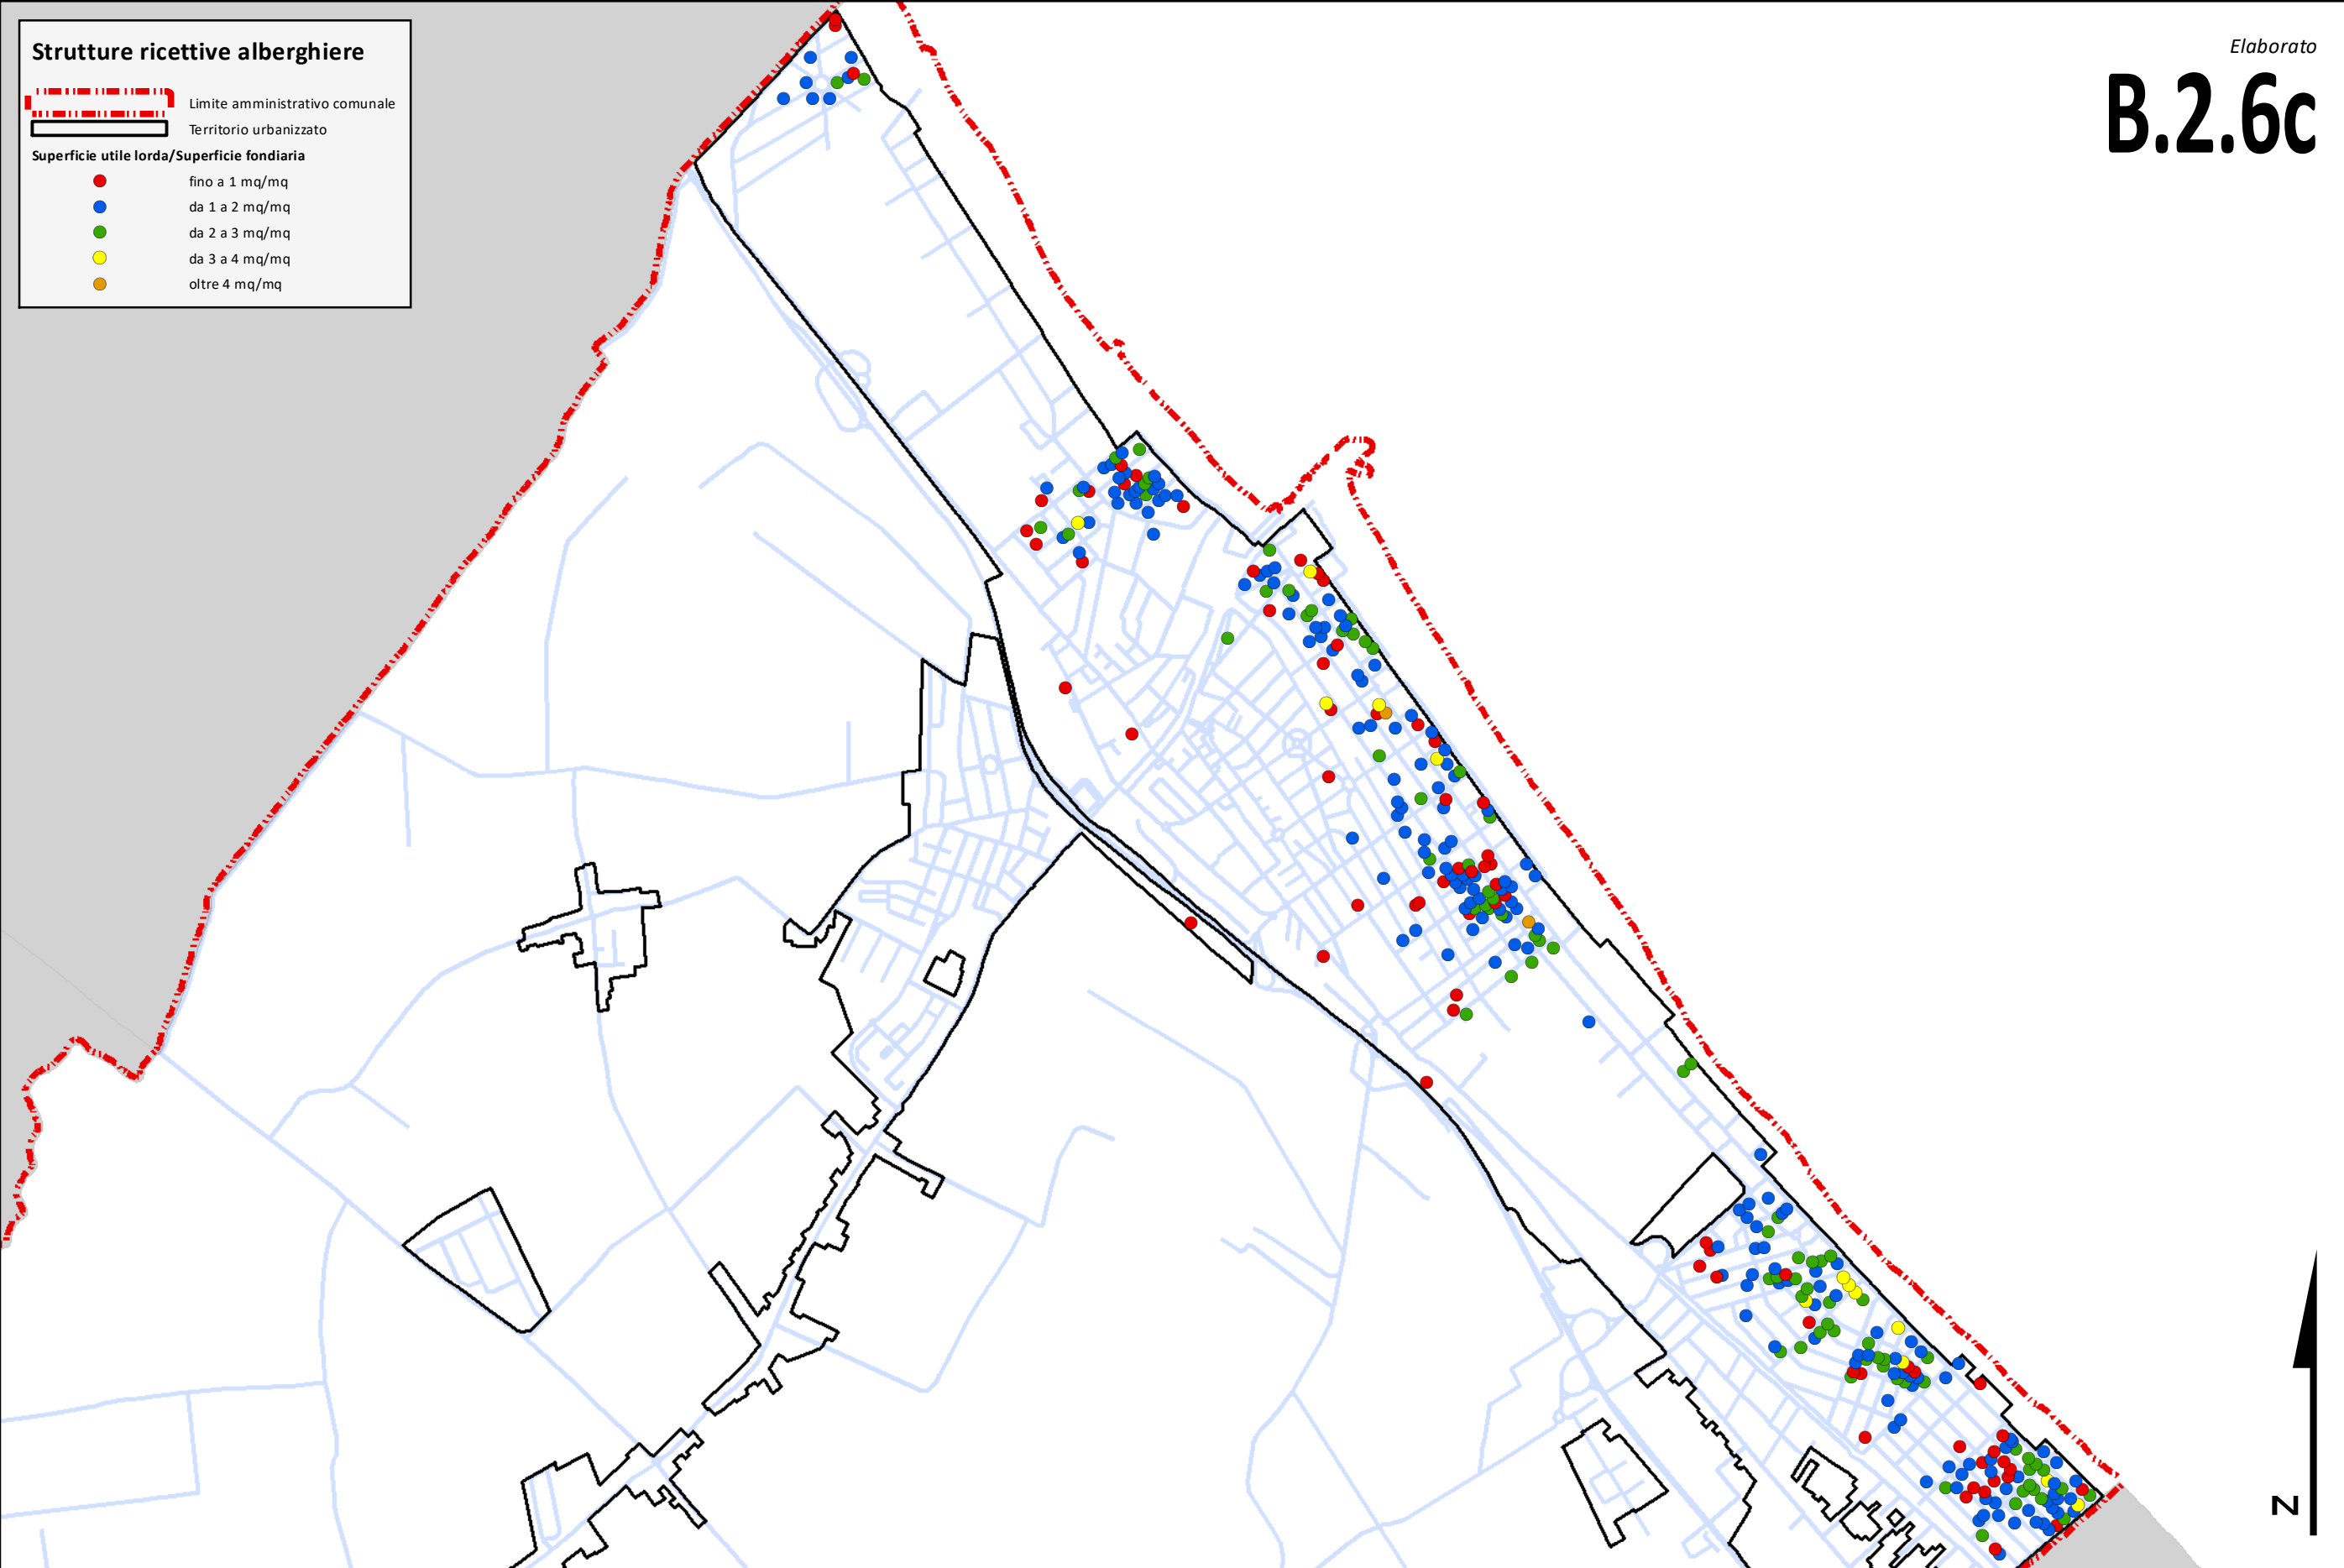 Strutture ricettive alberghiere
Limite amministrativo comunale
Territorio urbanizzato
Superficie utile lorda/Superficie fondiaria
fino a 1 mq/mq
da 1 a 2 mq/mq
da 2 a 3 mq/mq
da 3 a 4 mq/mq
oltre 4 mq/mq
Elaborato
B.2.6c
N